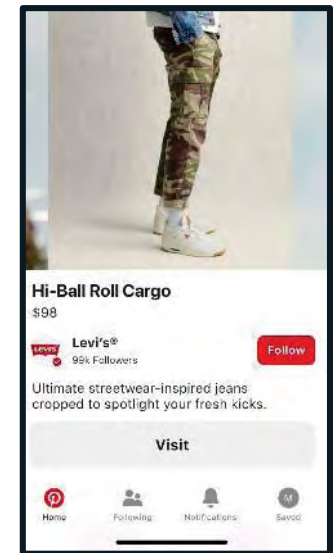 Hi-Ball Roll Cargo
$98
Levi's
Levi's®
99k Followers
Follow
Ultimate streetwear-inspired jeans
cropped to spotlight your fresh kicks.
Visit
M
Home
Following
Notifications
Saved